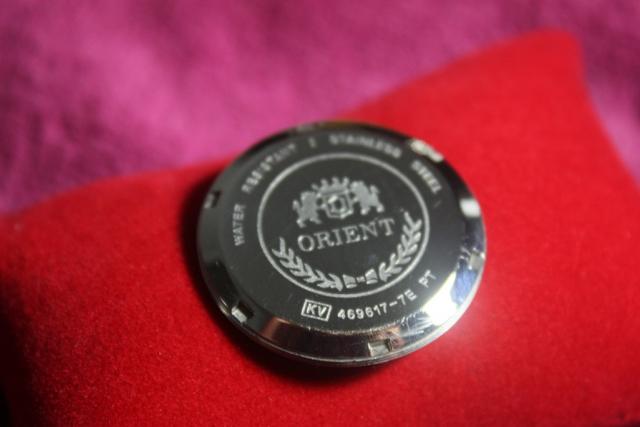 WATER RESISTANT STAINLESS STEEL
ORIENT
KV 469617-7E PT